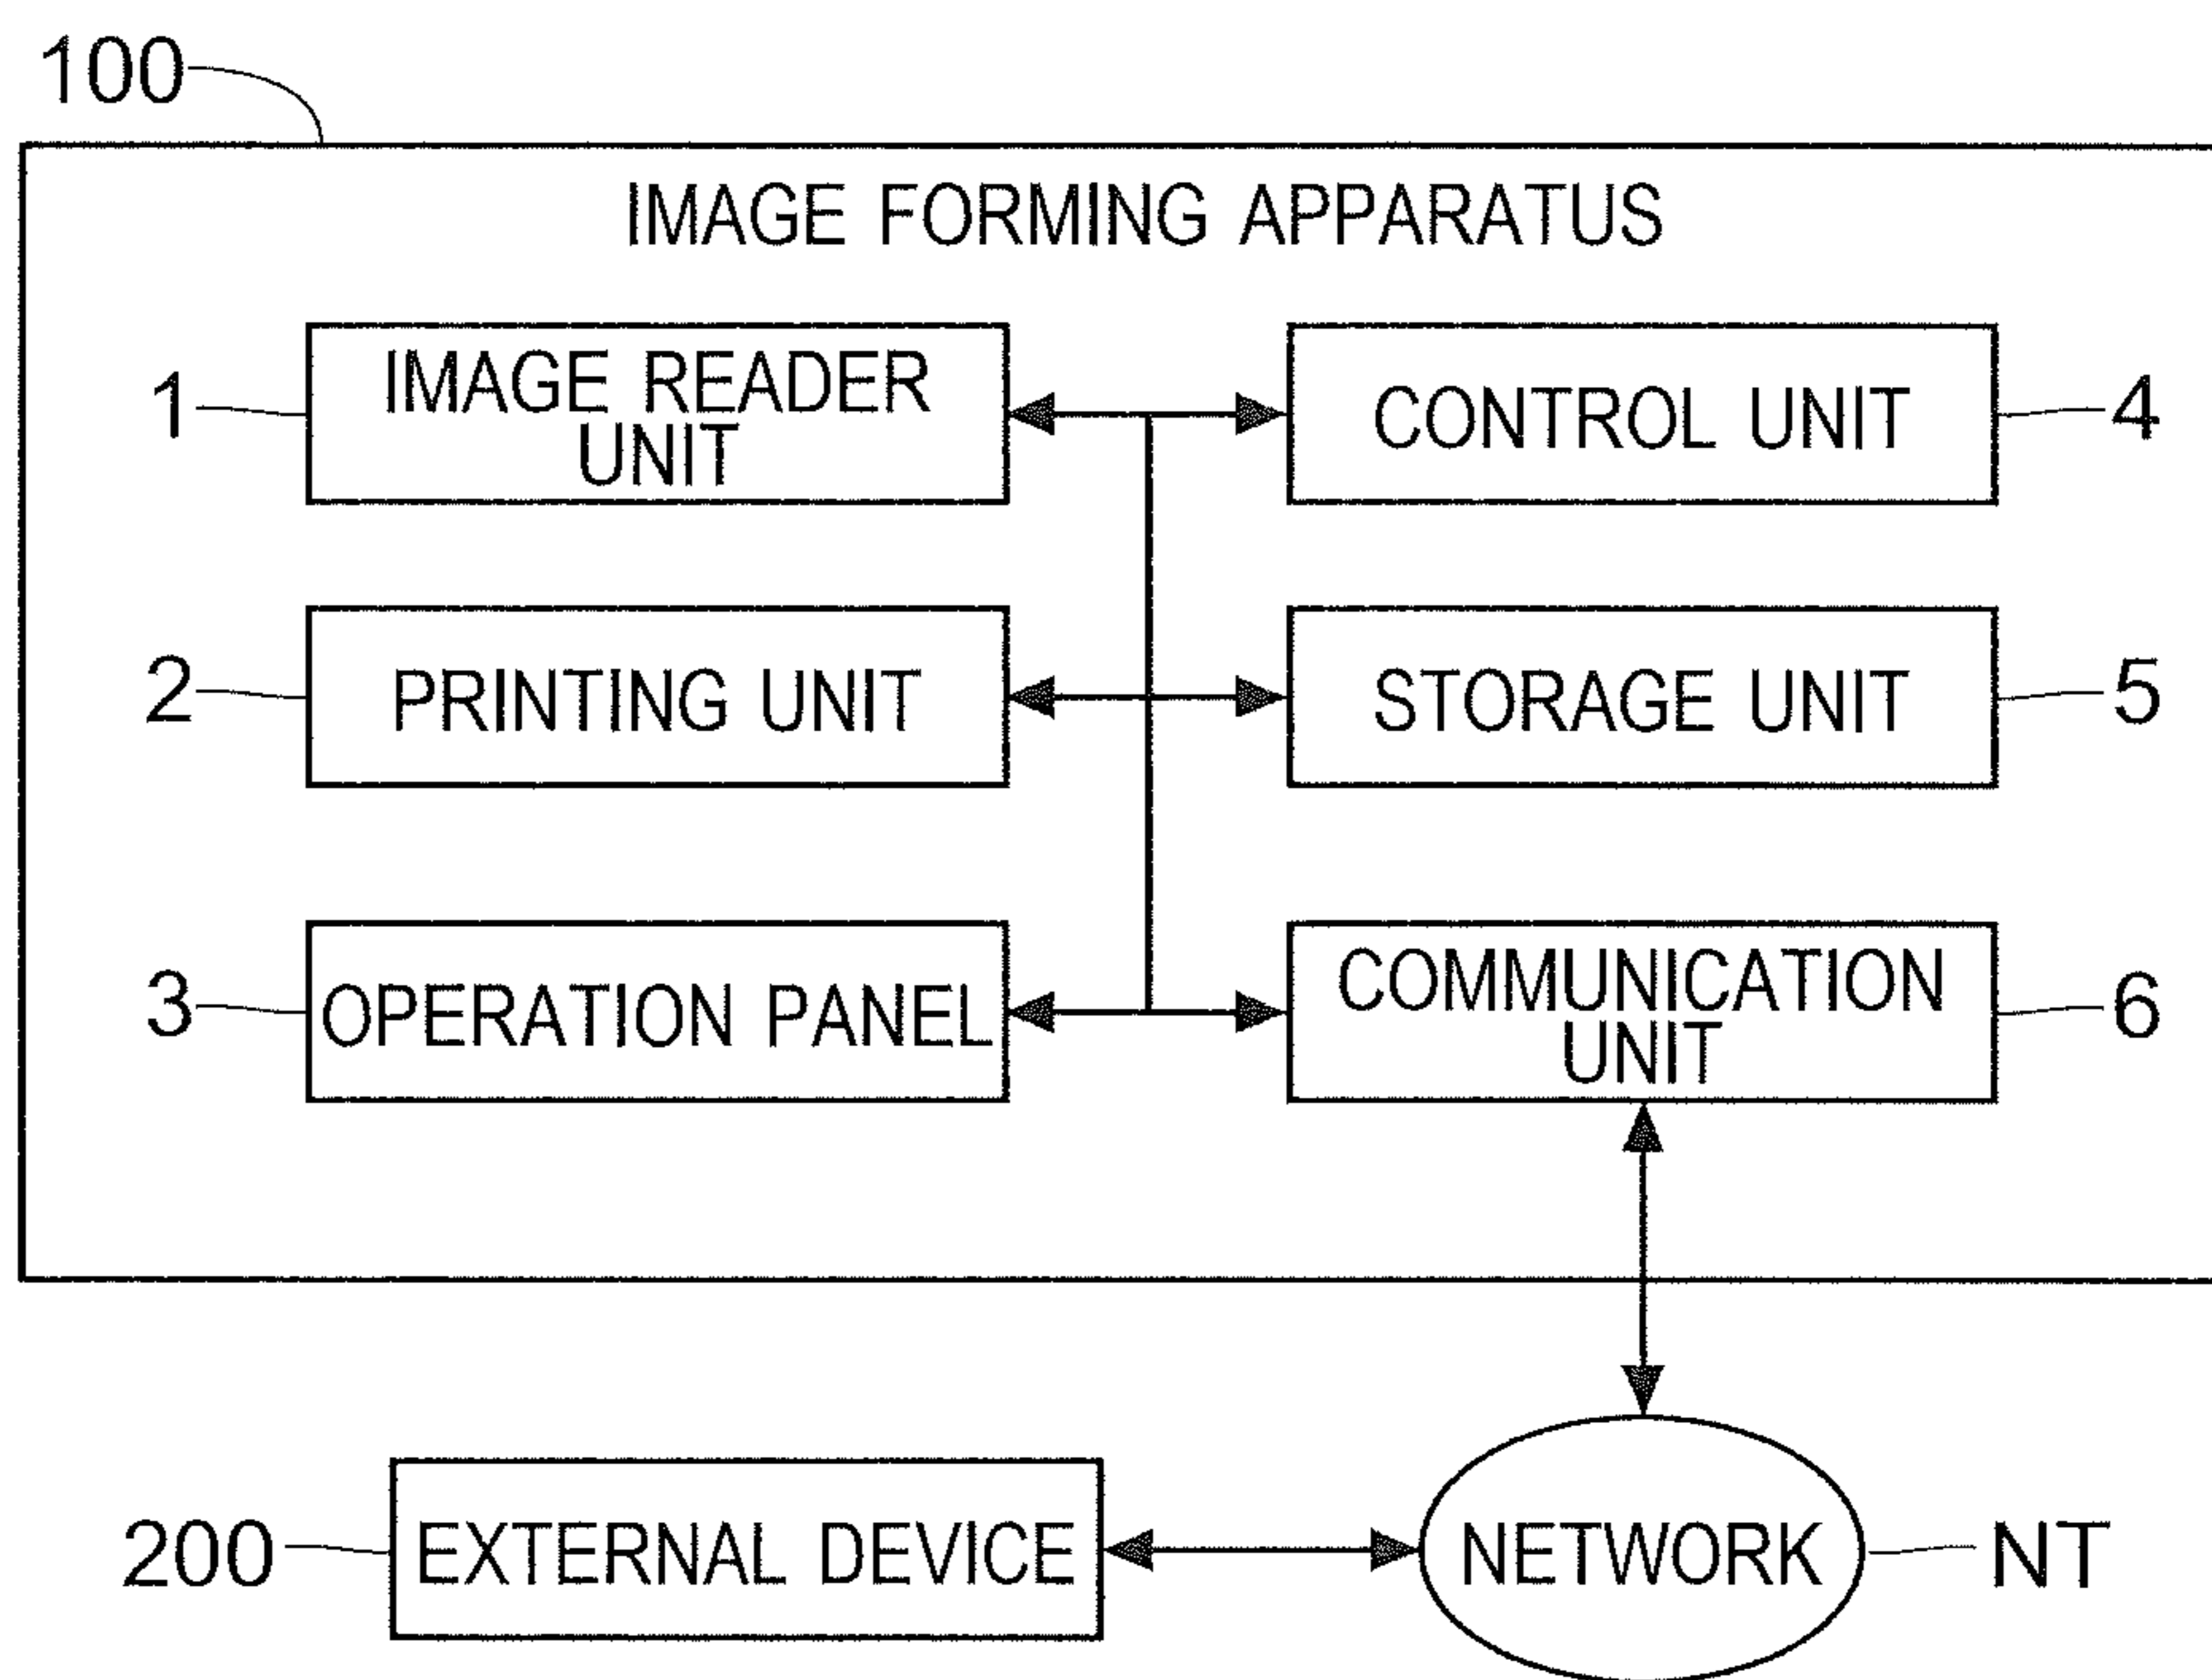 100
IMAGE FORMING APPARATUS
1
IMAGE READER
UNIT
CONTROL UNIT
4
2
PRINTING UNIT
STORAGE UNIT
5
3
OPERATION PANEL
COMMUNICATION
UNIT
6
200
EXTERNAL DEVICE
NETWORK
NT